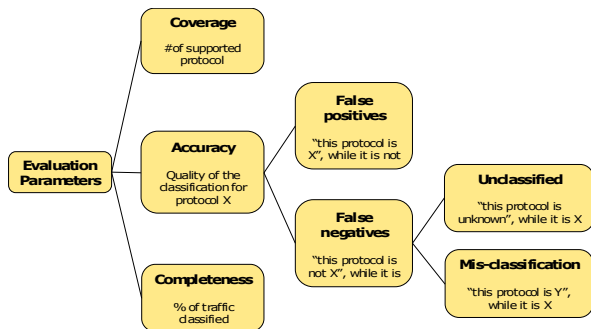 Coverage
#of supported
protocol
Evaluation
Parameters
Accuracy
Quality of the
classification for
protocol X
Completeness
% of traffic
classified
False
positives
“this protocol is
X”, while it is not
False
negatives
“this protocol is
not X”, while it is
Unclassified
“this protocol is
unknown”, while it is X
Mis-classification
“this protocol is Y”,
while it is X